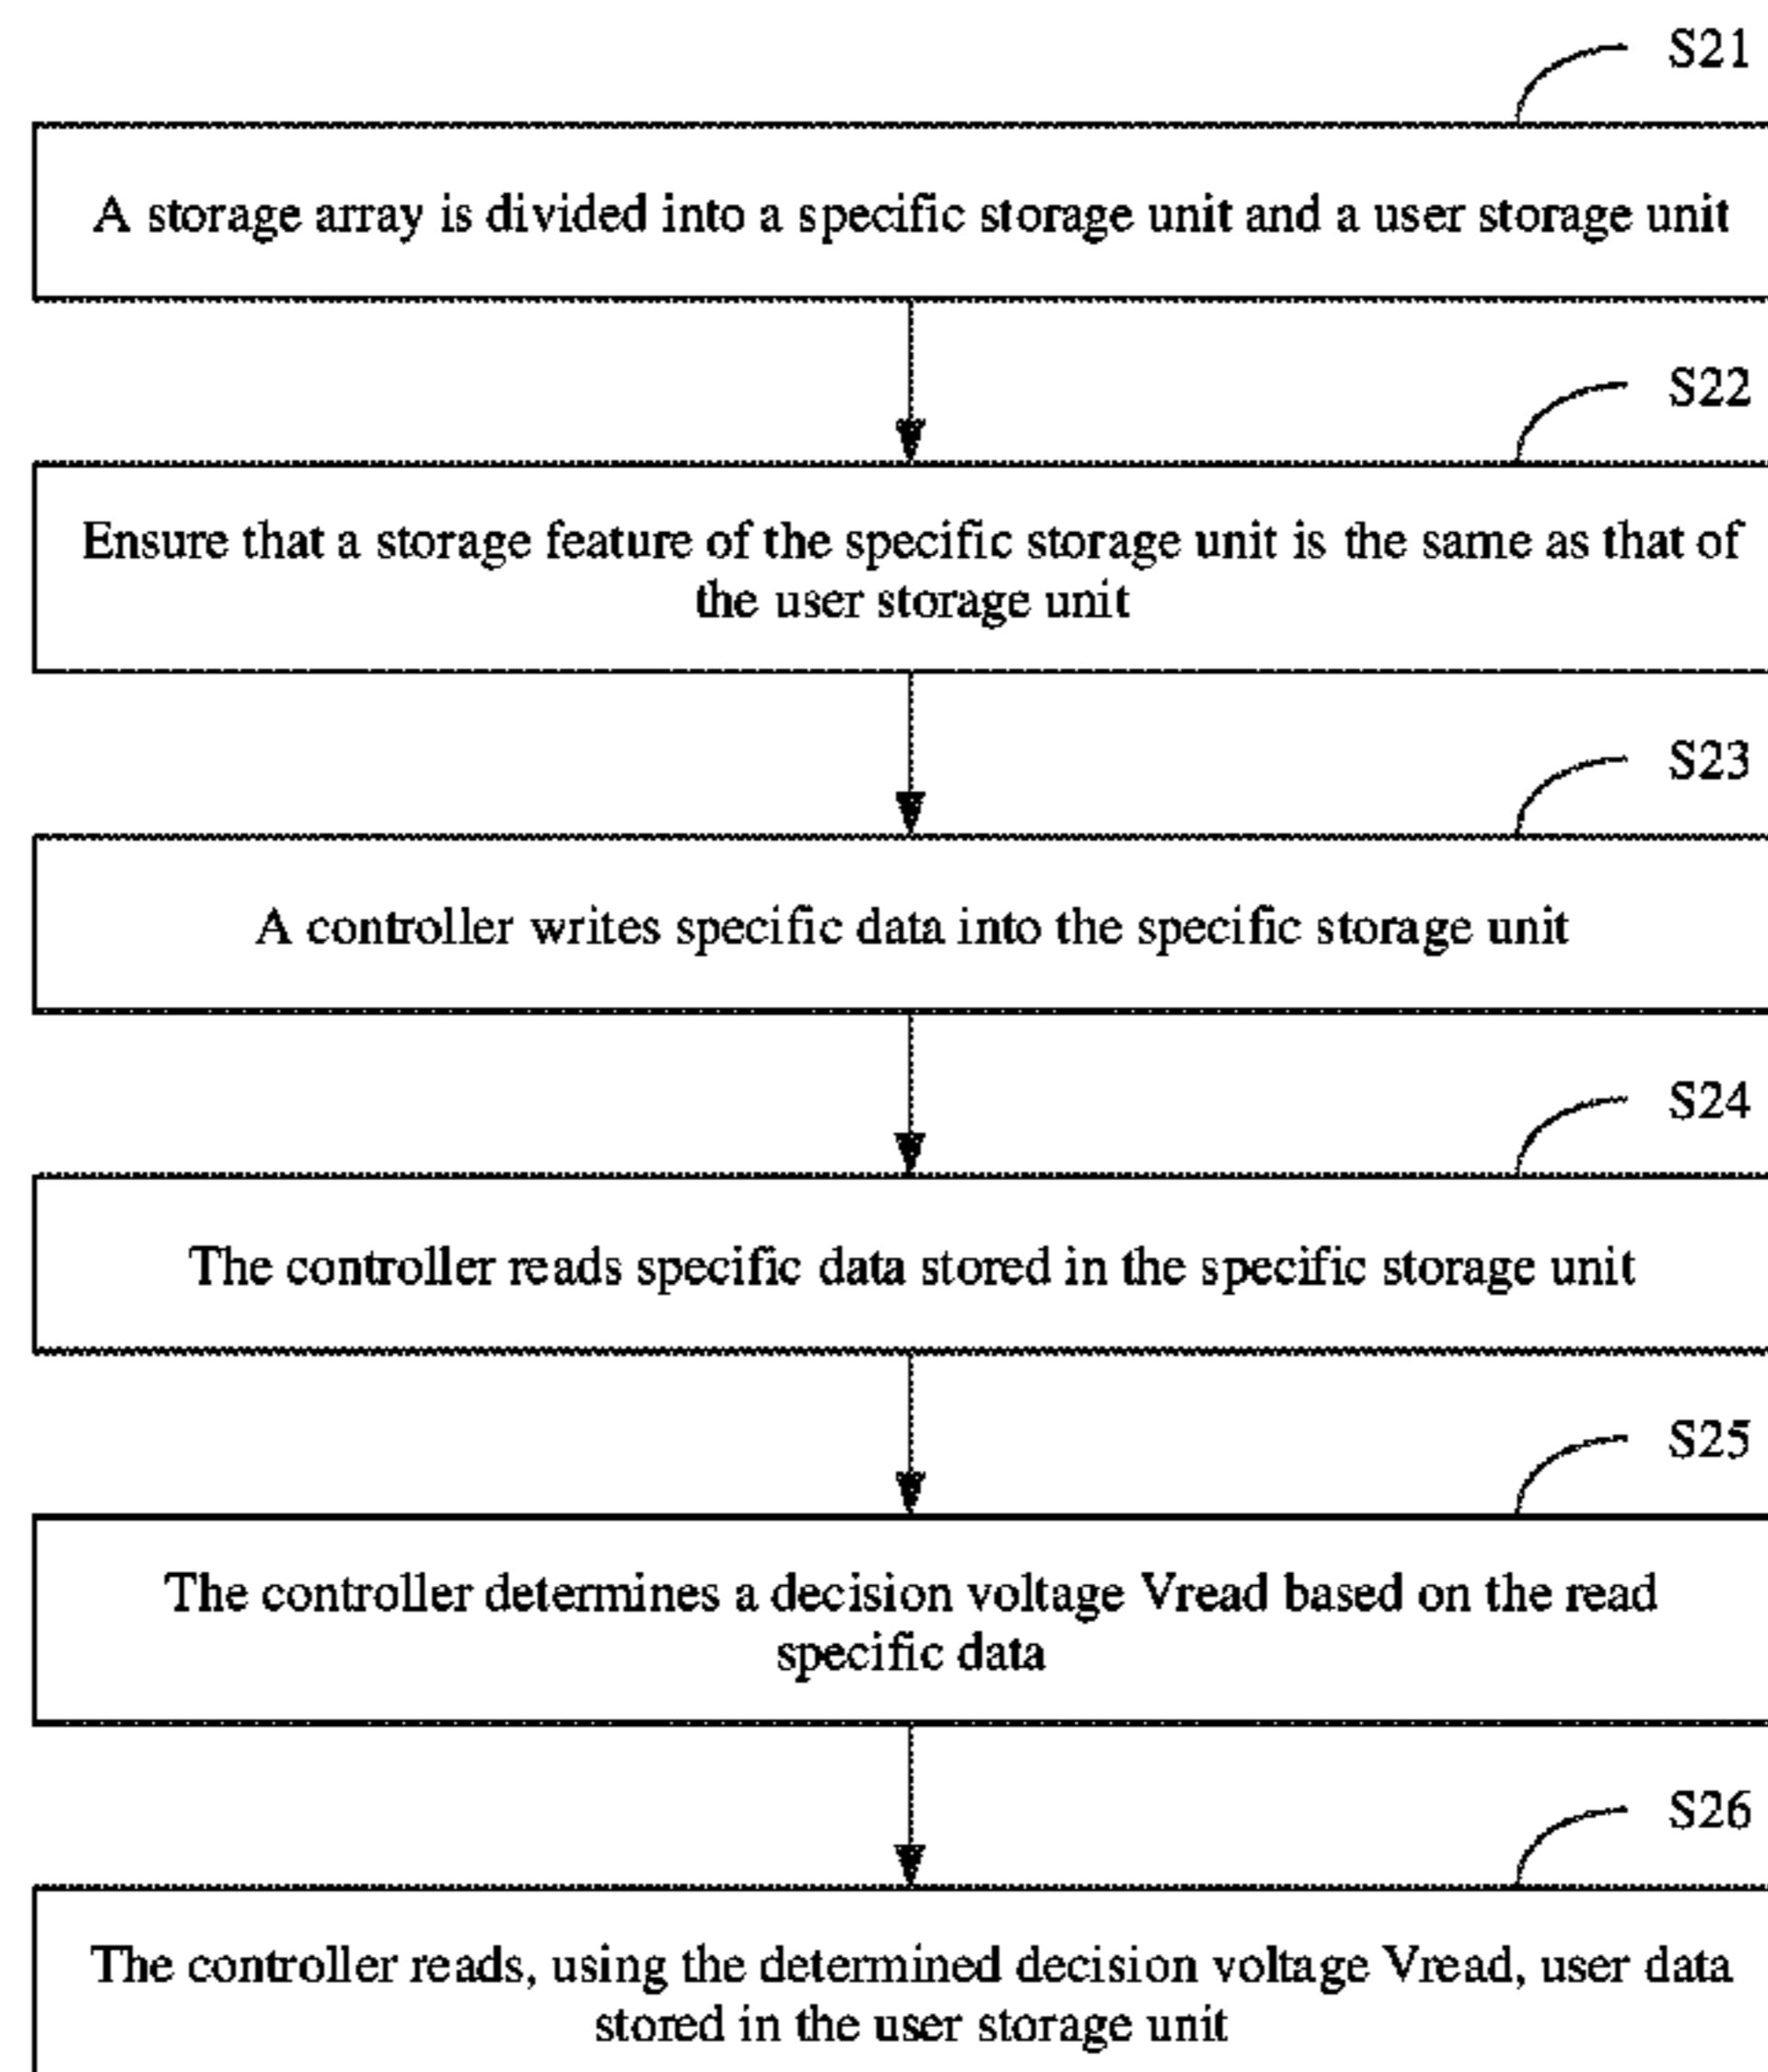 S21
A storage array is divided into a specific storage unit and a user storage unit
S22
Ensure that a storage feature of the specific storage unit is the same as that of
the user storage unit
S23
A controller writes specific data into the specific storage unit
S24
The controller reads specific data stored in the specific storage unit
S25
The controller determines a decision voltage Vread based on the read
specific data
S26
The controller reads, using the determined decision voltage Vread, user data
stored in the user storage unit